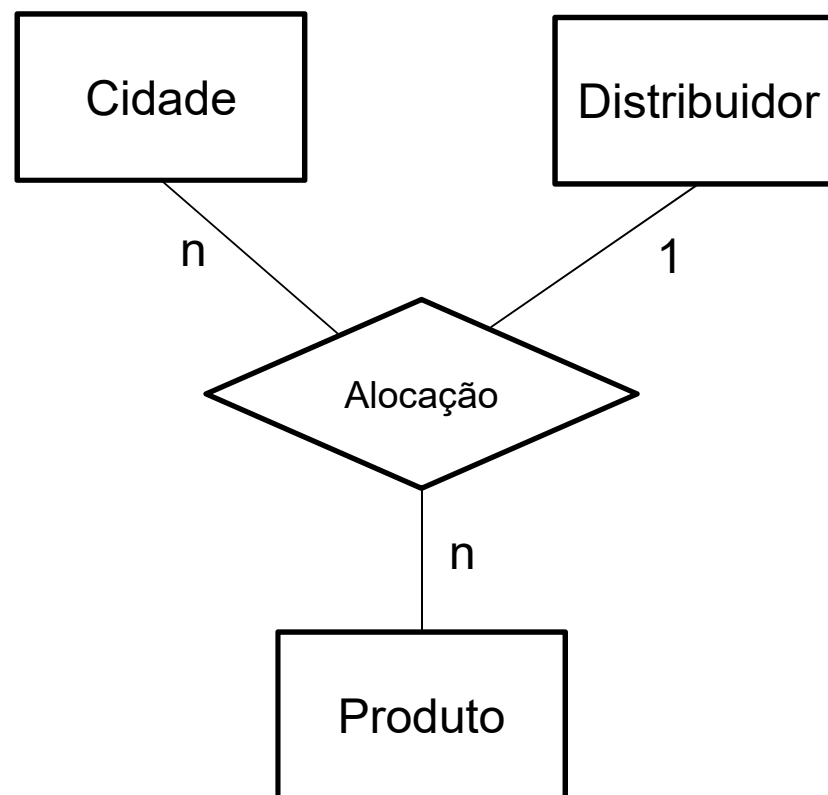 Cidade
Distribuidor
n
1
Alocação
n
Produto